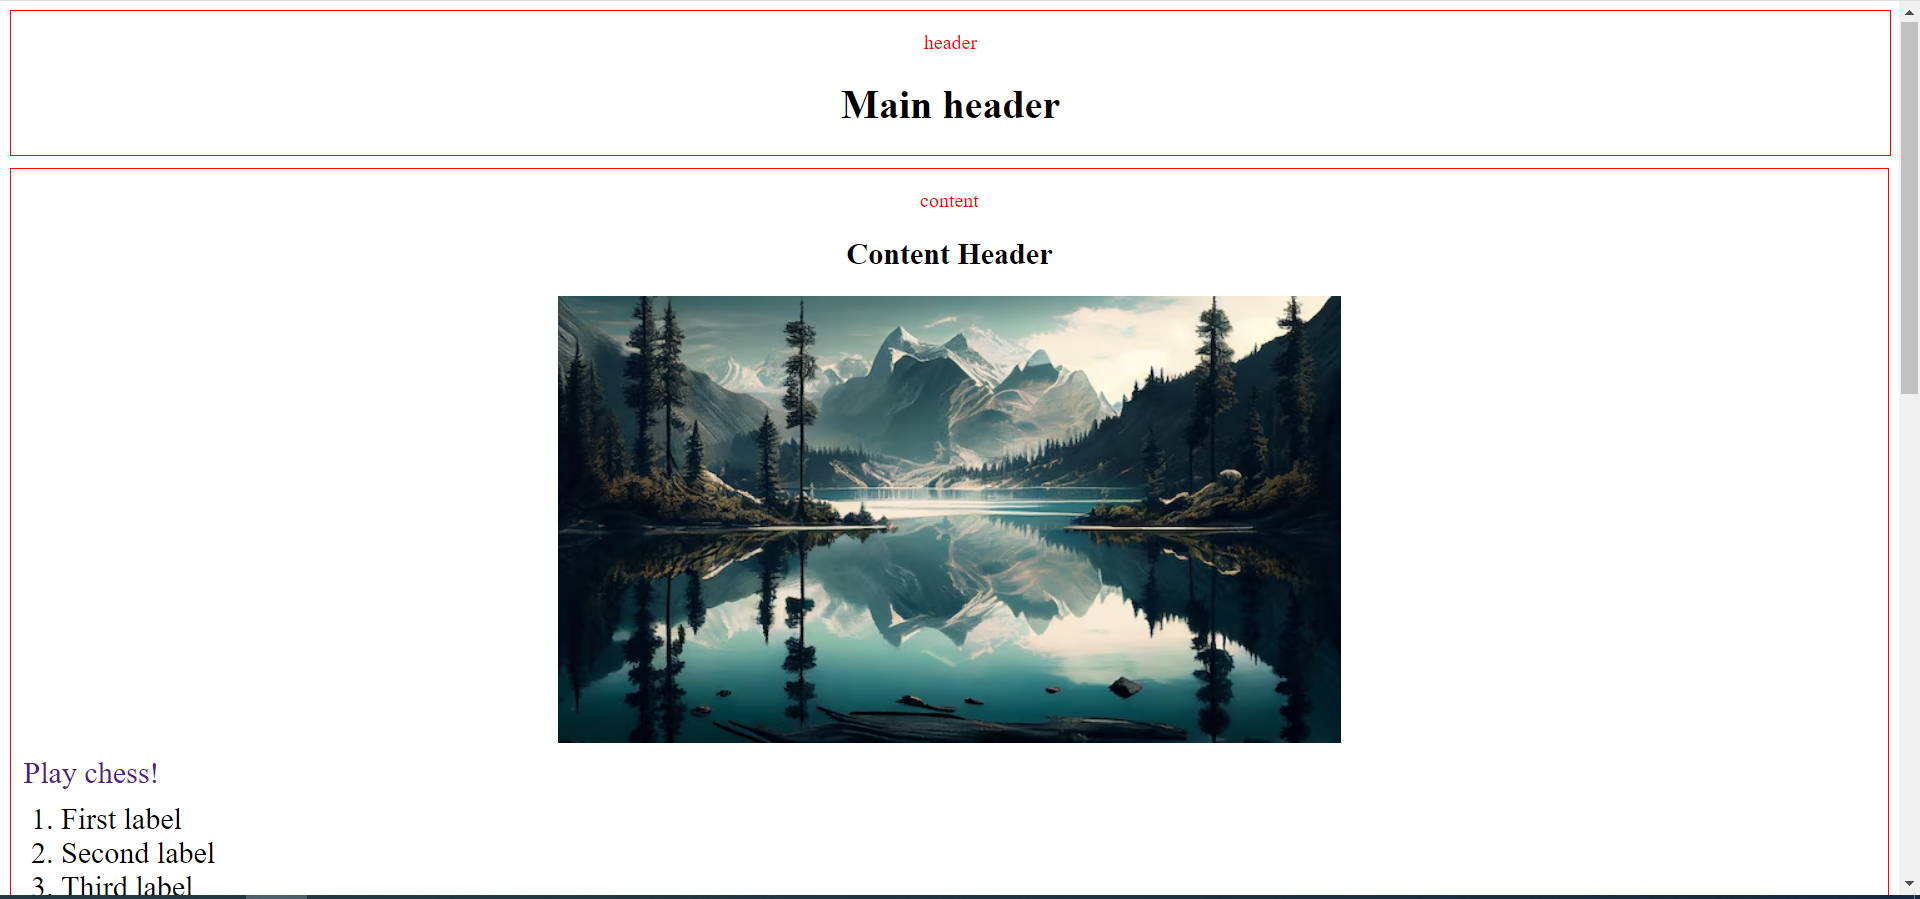 header
Main header
content
Content Header
Play chess!
1. First label
2. Second label
3. Third label